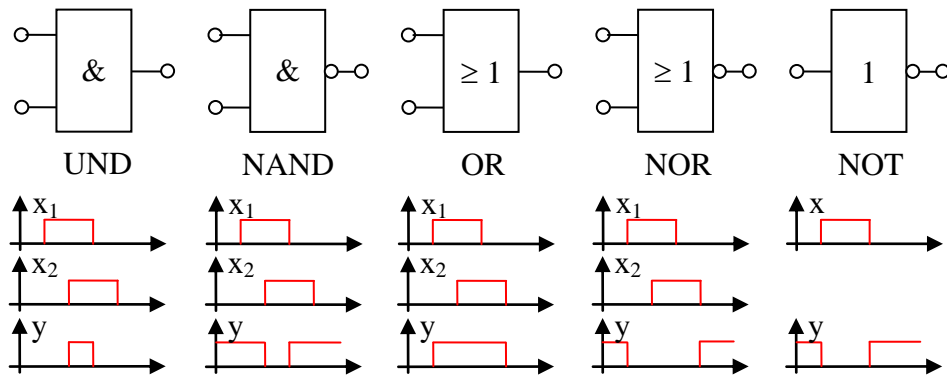 & & ≥ 1 ≥ 1 1
UND NAND OR NOR NOT
x₁ x₁ x₁ x₁ x
x₂ x₂ x₂ x₂
y y y y y